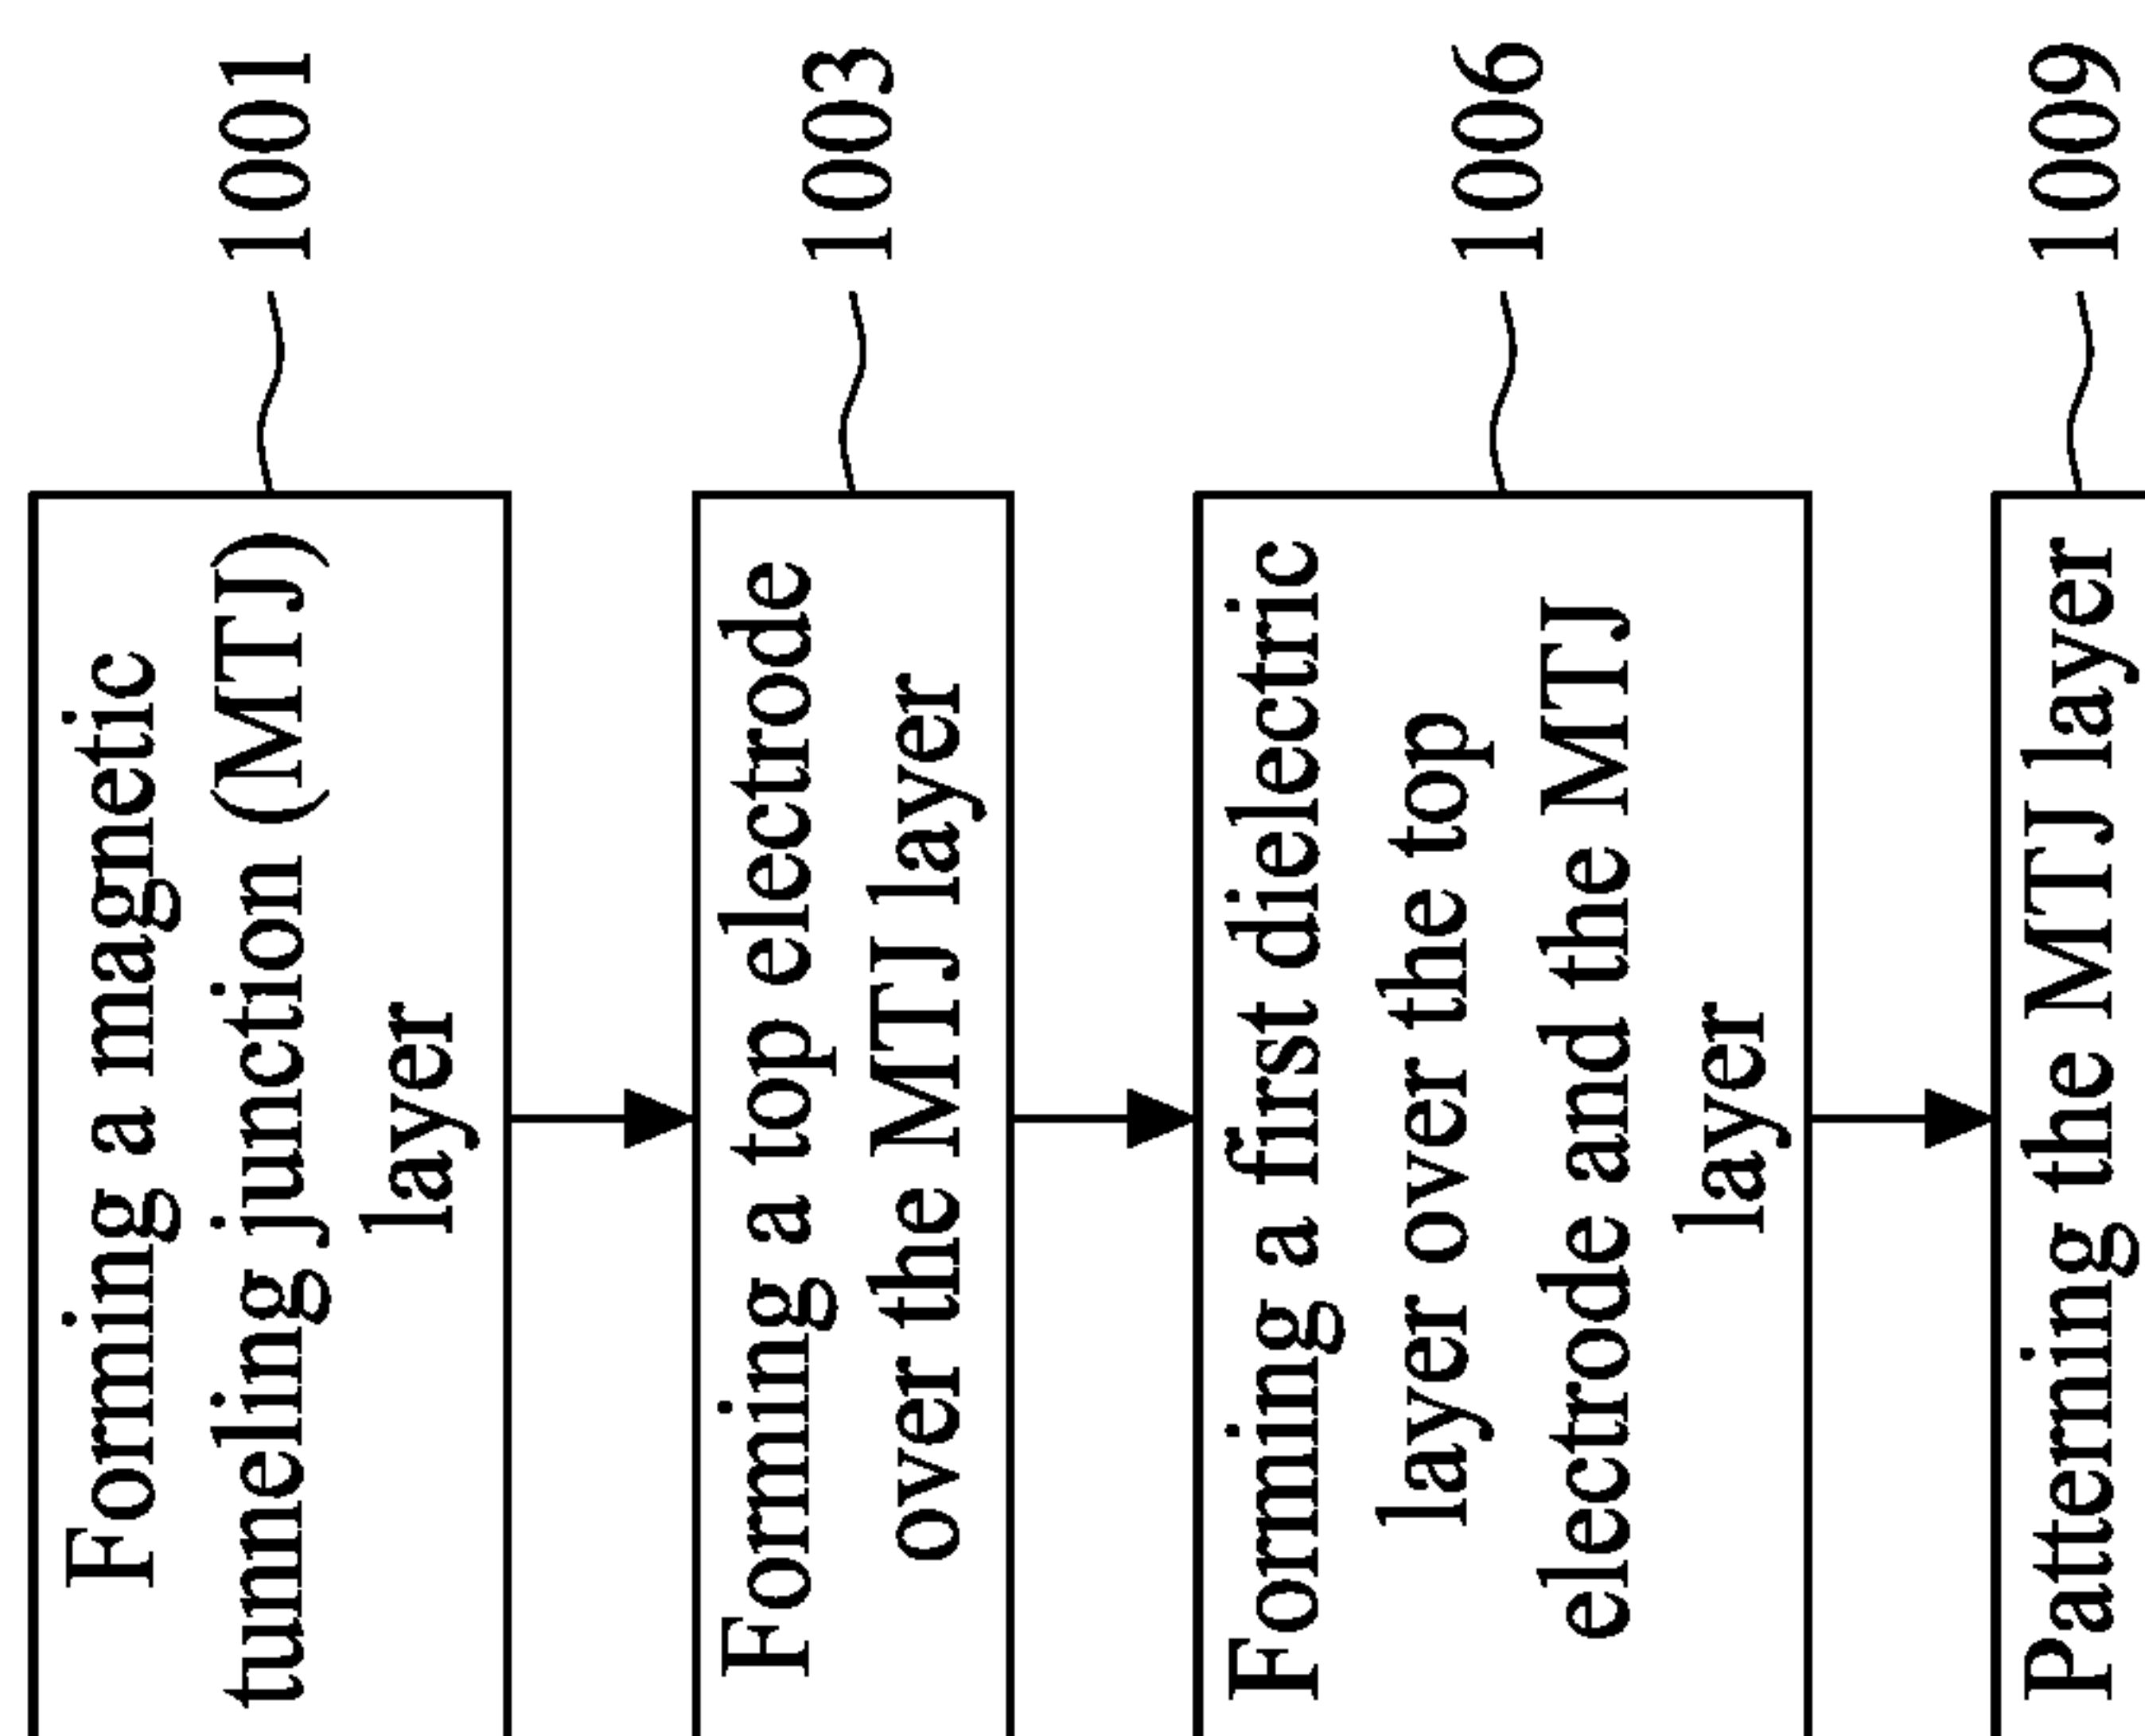 Forming a magnetic
tunneling junction (MTJ)
layer
1001
Forming a top electrode
over the MTJ layer
1003
Forming a first dielectric
layer over the top
electrode and the MTJ
layer
1006
Patterning the MTJ layer
1009